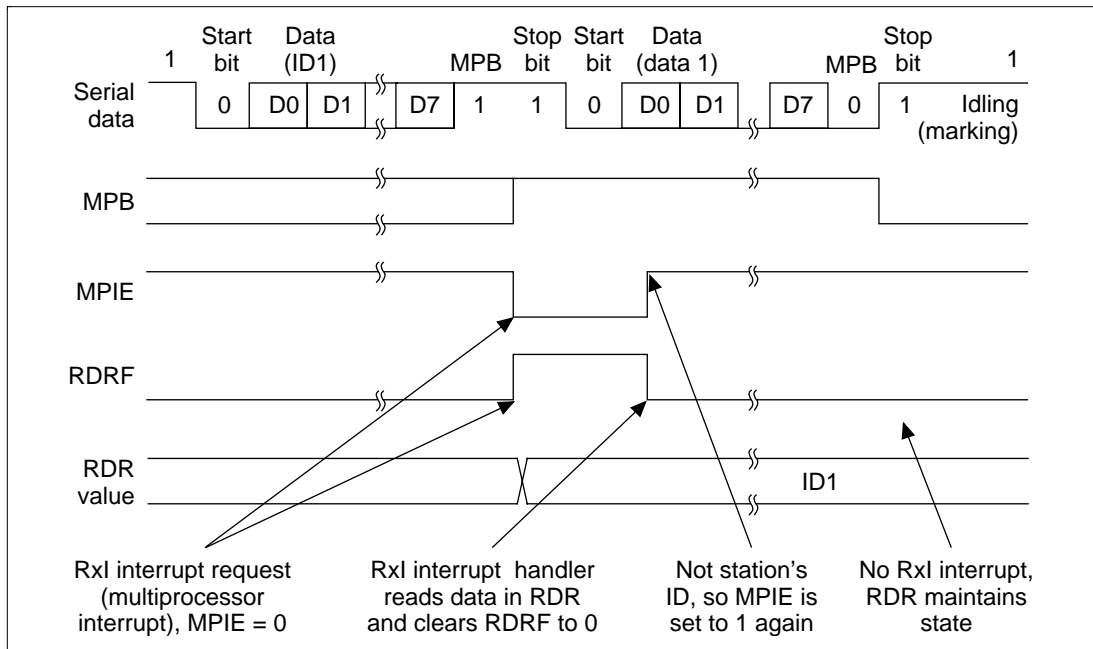 1
Start
bit
Data
(ID1)
MPB
Stop
bit
Start
bit
Data
(data 1)
MPB
Stop
bit
1
Serial
data
0 D0 D1 D7 1 1 0 D0 D1 D7 0 1 Idling
(marking)
MPB
MPIE
RDRF
RDR
value
ID1
RxI interrupt request
(multiprocessor
interrupt), MPIE = 0
RxI interrupt handler
reads data in RDR
and clears RDRF to 0
Not station's
ID, so MPIE is
set to 1 again
No RxI interrupt,
RDR maintains
state